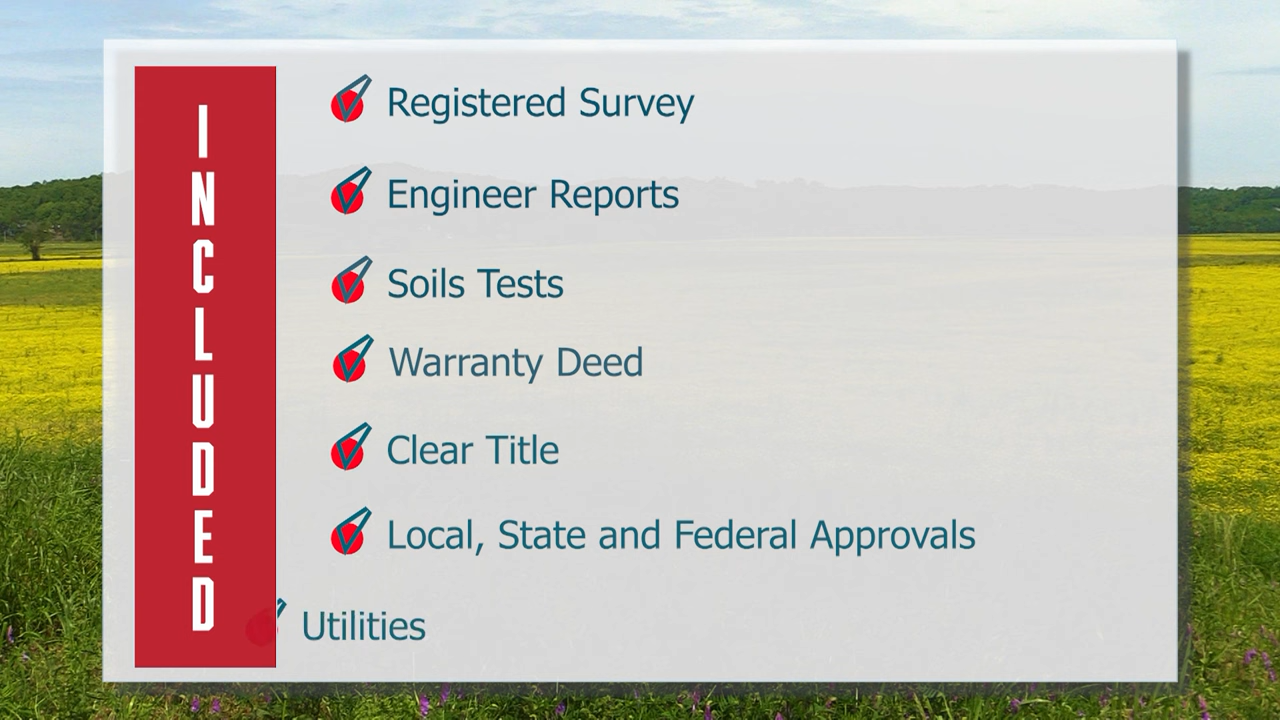 INCLUDED
Registered Survey
Engineer Reports
Soils Tests
Warranty Deed
Clear Title
Local, State and Federal Approvals
Utilities